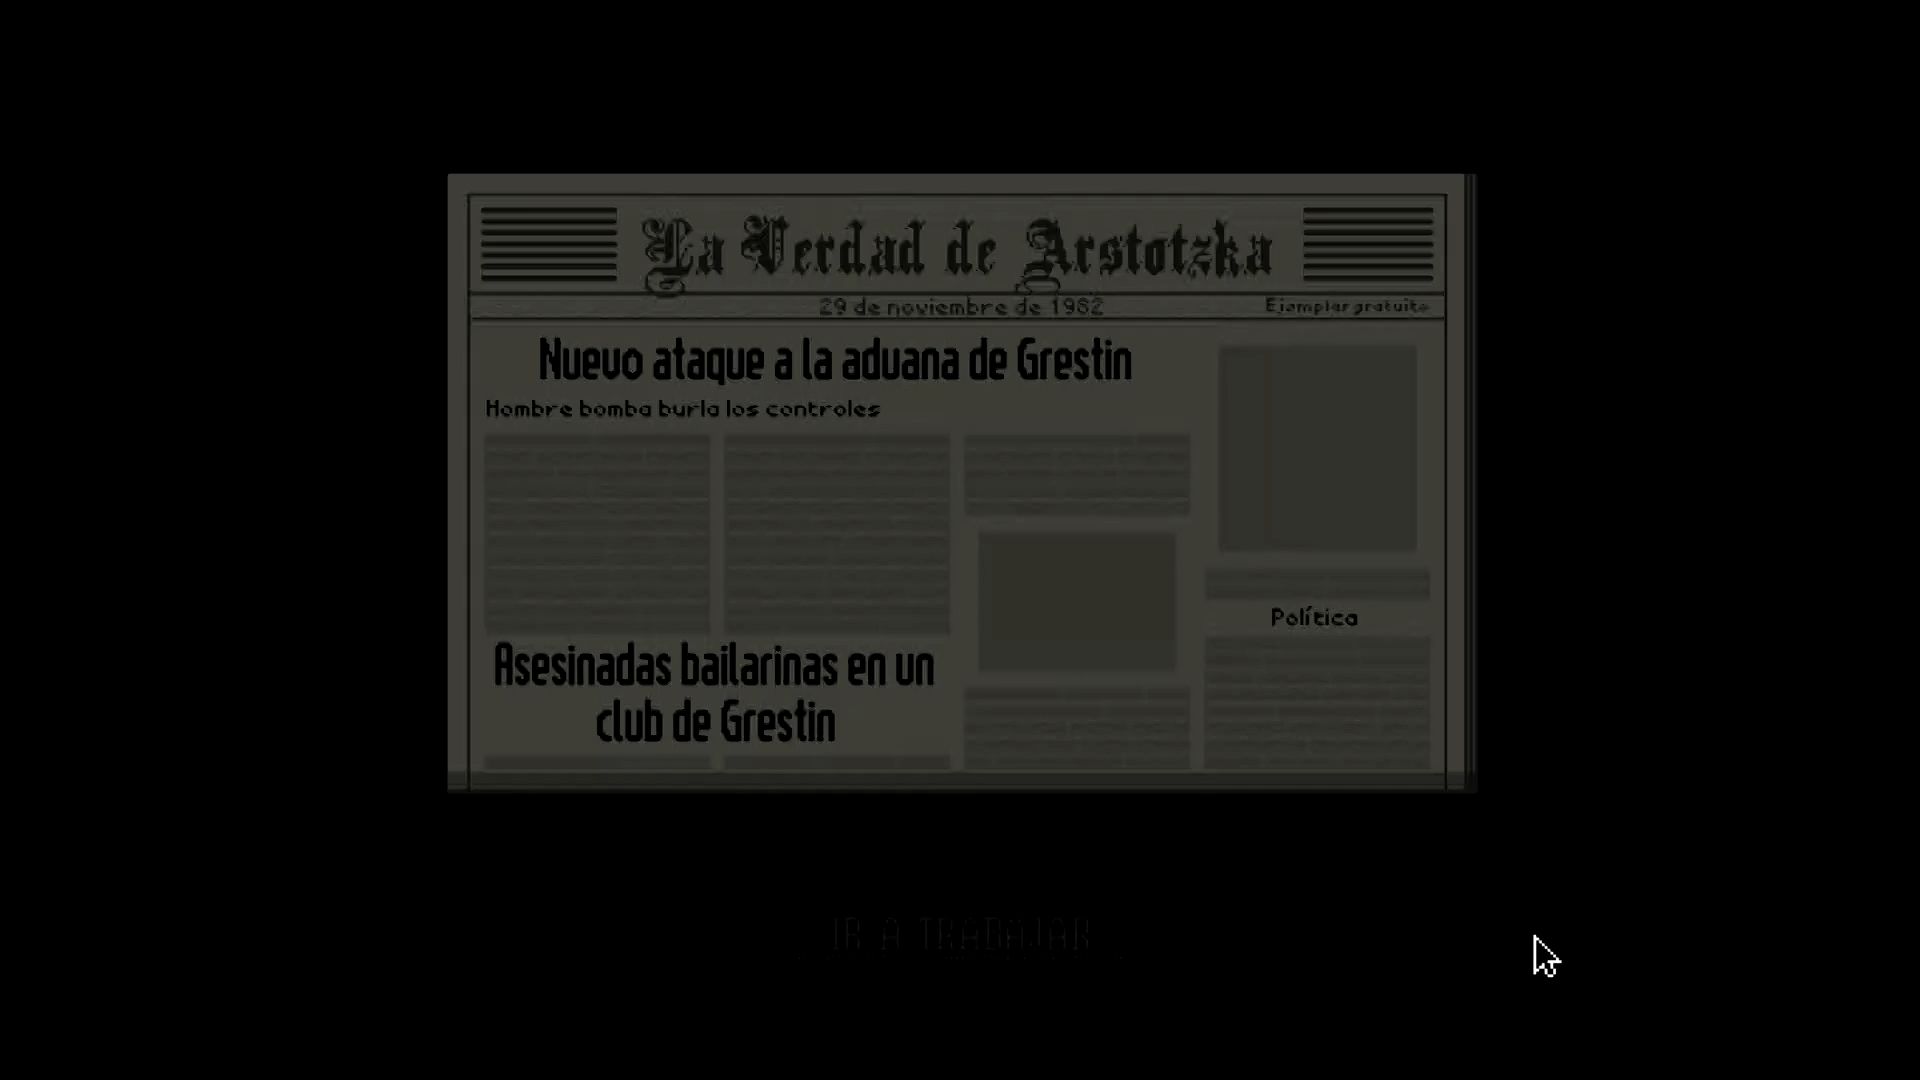 La Verdad de Arstotzka
29 de noviembre de 1982
Ejemplar gratuito
Nuevo ataque a la aduana de Grestin
Hombre bomba burla los controles
Política
Asesinadas bailarinas en un
club de Grestin
IR A TRABAJAR